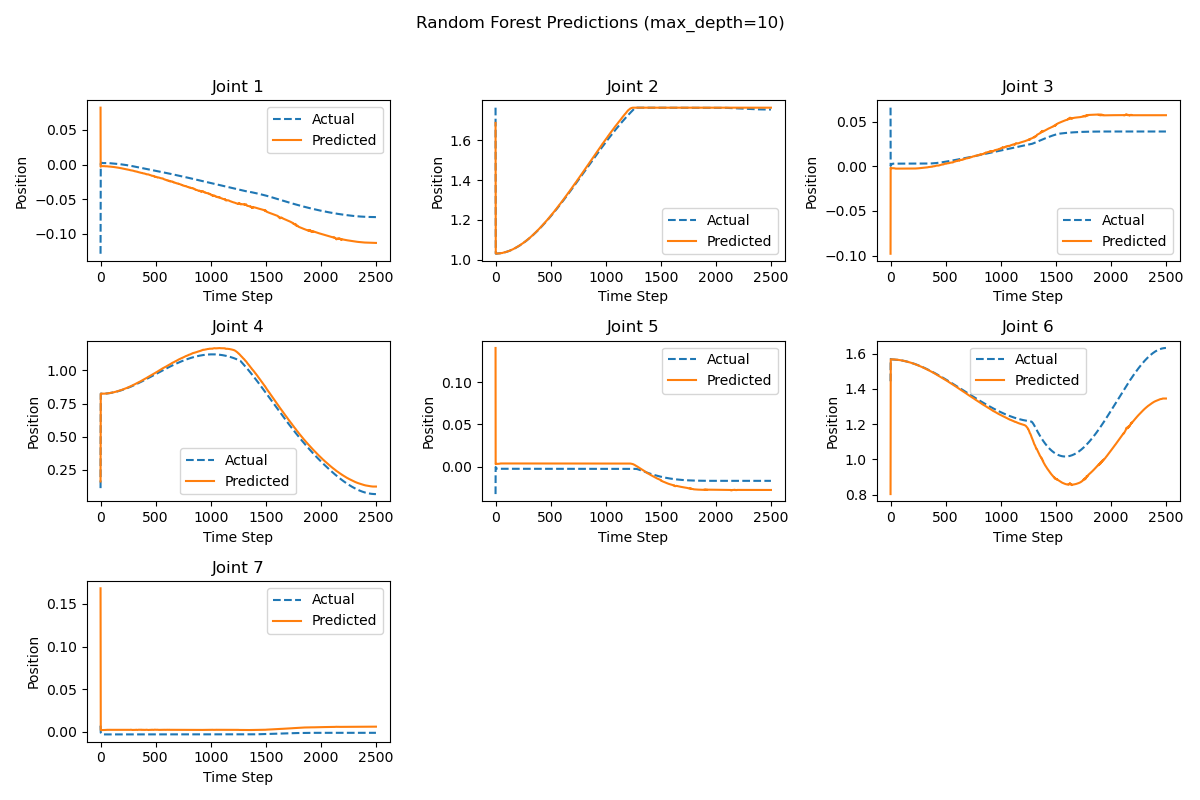 Random Forest Predictions (max_depth=10)
Joint 1
Position
0.05
0.00
−0.05
−0.10
Actual
Predicted
0 500 1000 1500 2000 2500
Time Step
Joint 2
Position
1.6
1.4
1.2
1.0
Actual
Predicted
0 500 1000 1500 2000 2500
Time Step
Joint 3
Position
0.05
0.00
−0.05
−0.10
Actual
Predicted
0 500 1000 1500 2000 2500
Time Step
Joint 4
Position
1.00
0.75
0.50
0.25
Actual
Predicted
0 500 1000 1500 2000 2500
Time Step
Joint 5
Position
0.10
0.05
0.00
Actual
Predicted
0 500 1000 1500 2000 2500
Time Step
Joint 6
Position
1.6
1.4
1.2
1.0
0.8
Actual
Predicted
0 500 1000 1500 2000 2500
Time Step
Joint 7
Position
0.15
0.10
0.05
0.00
Actual
Predicted
0 500 1000 1500 2000 2500
Time Step